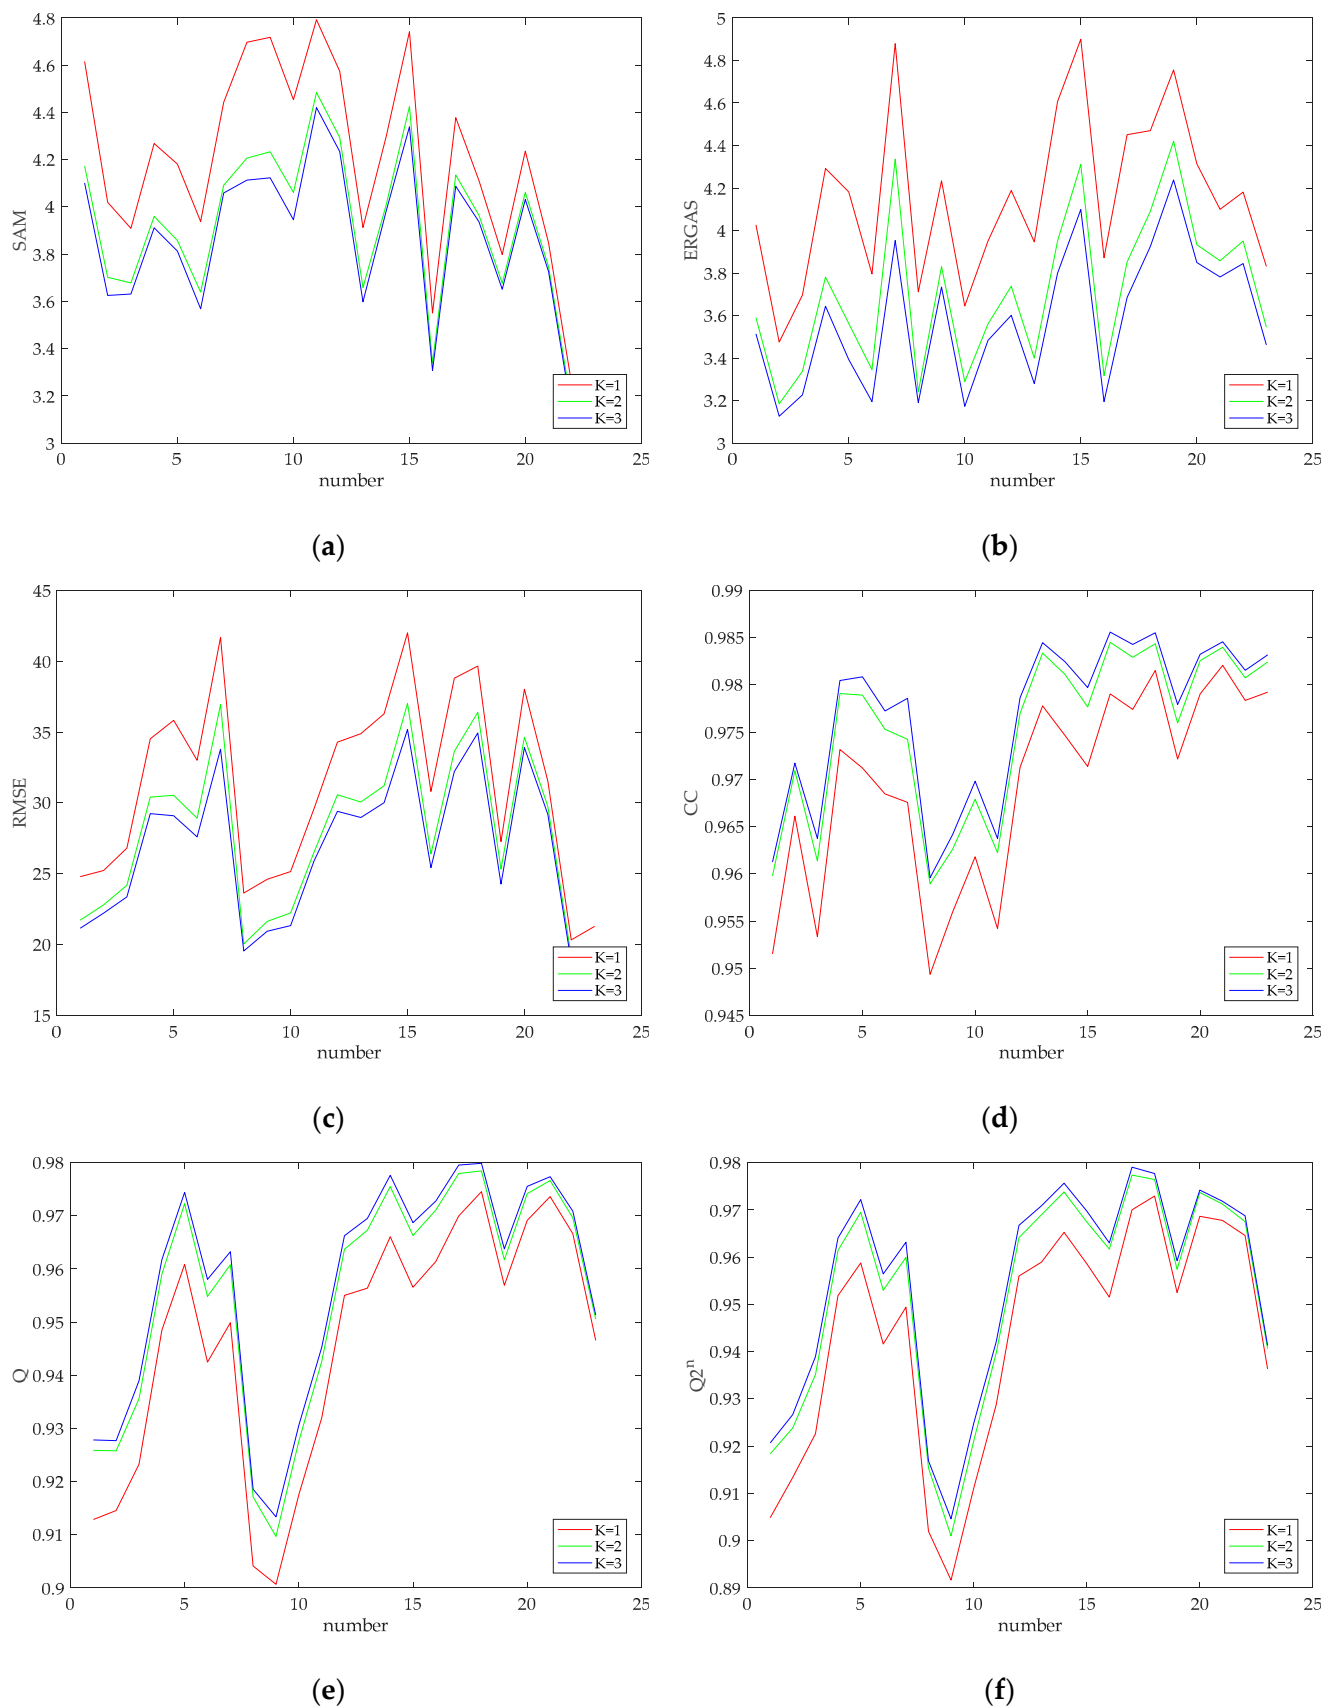 4.8
4.6
4.4
4.2
4
3.8
3.6
3.4
3.2
3
SAM
0 5 10 15 20 25
number
K=1
K=2
K=3
(a)
5
4.8
4.6
4.4
4.2
4
3.8
3.6
3.4
3.2
3
ERGAS
0 5 10 15 20 25
number
K=1
K=2
K=3
(b)
45
40
35
30
25
20
15
RMSE
0 5 10 15 20 25
number
K=1
K=2
K=3
(c)
0.99
0.985
0.98
0.975
0.97
0.965
0.96
0.955
0.95
0.945
CC
0 5 10 15 20 25
number
K=1
K=2
K=3
(d)
0.98
0.97
0.96
0.95
0.94
0.93
0.92
0.91
0.9
Q
0 5 10 15 20 25
number
K=1
K=2
K=3
(e)
0.98
0.97
0.96
0.95
0.94
0.93
0.92
0.91
0.9
0.89
Q2ⁿ
0 5 10 15 20 25
number
K=1
K=2
K=3
(f)